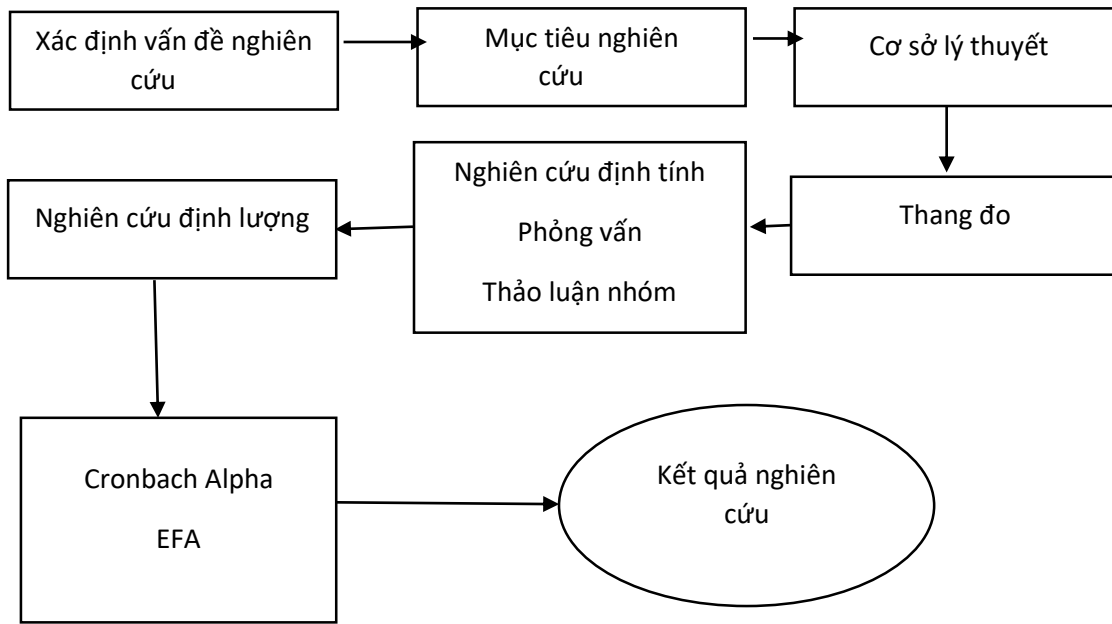 Xác định vấn đề nghiên
cứu
Mục tiêu nghiên
cứu
Cơ sở lý thuyết
Thang đo
Nghiên cứu định tính
Phỏng vấn
Thảo luận nhóm
Nghiên cứu định lượng
Cronbach Alpha
EFA
Kết quả nghiên
cứu